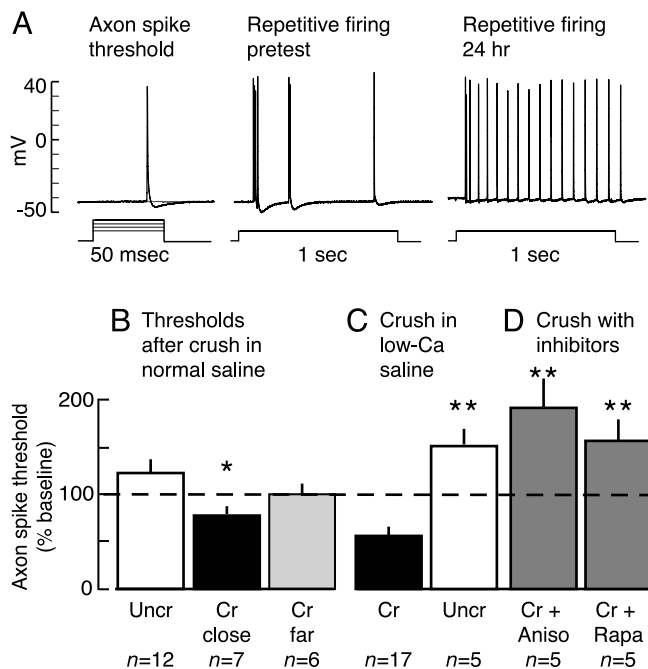 A
Axon spike
threshold
Repetitive firing
pretest
Repetitive firing
24 hr
40
0
-50
mV
50 msec
1 sec
1 sec
B Thresholds
after crush in
normal saline
C Crush in
low-Ca
saline
D Crush with
inhibitors
Axon spike threshold
(% baseline)
200
100
0
*
**
**
**
Uncr
Cr
close
Cr
far
Cr
Uncr
Cr +
Aniso
Cr +
Rapa
n=12 n=7 n=6 n=17 n=5 n=5 n=5